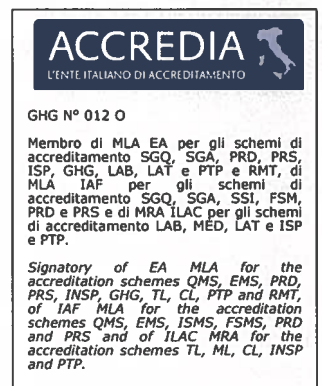 ACCREDIA
L'ENTE ITALIANO DI ACCREDITAMENTO
GHG N° 012 O
Membro di MLA EA per gli schemi di
accreditamento SGQ, SGA, PRD, PRS,
ISP, GHG, LAB, LAT e PTP e RMT, di
MLA IAF per gli schemi di
accreditamento SGQ, SGA, SSI, FSM,
PRD e PRS e di MRA ILAC per gli schemi
di accreditamento LAB, MED, LAT e ISP
e PTP.
Signatory of EA MLA for the
accreditation schemes QMS, EMS, PRD,
PRS, INSP, GHG, TL, CL, PTP and RMT,
of IAF MLA for the accreditation
schemes QMS, EMS, ISMS, FSMS, PRD
and PRS and of ILAC MRA for the
accreditation schemes TL, ML, CL, INSP
and PTP.